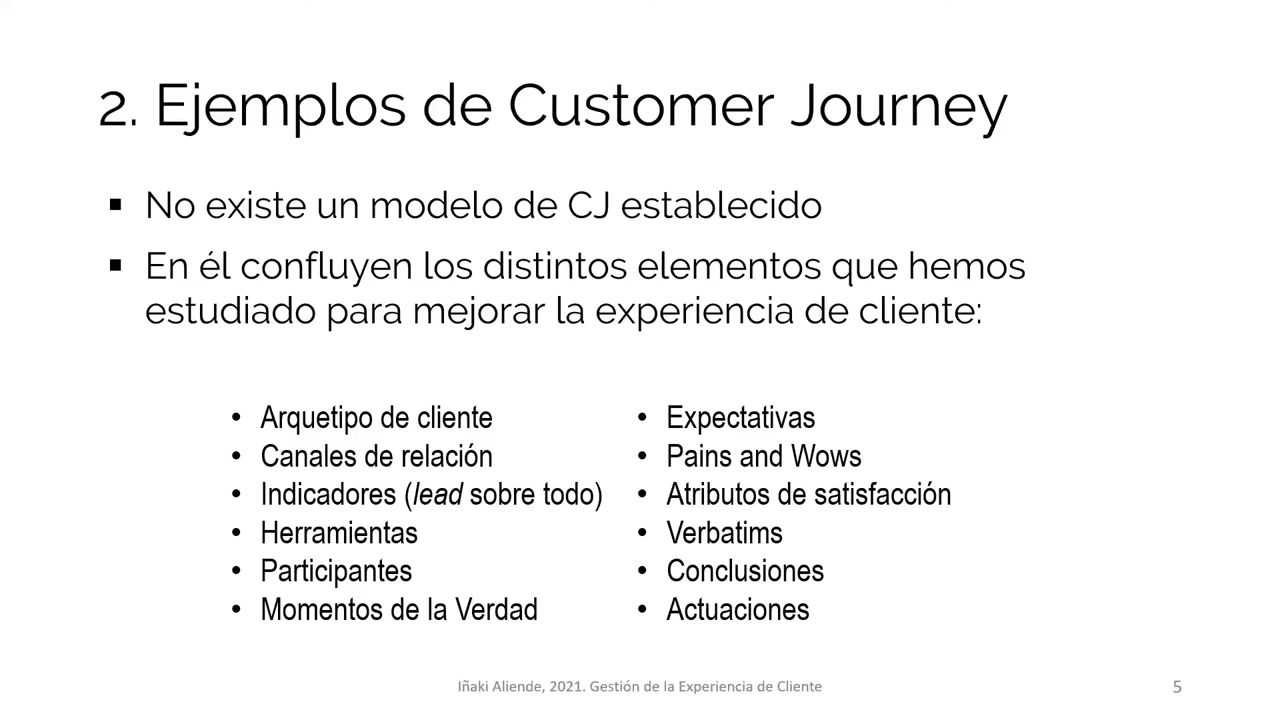 2. Ejemplos de Customer Journey
▪ No existe un modelo de CJ establecido
▪ En él confluyen los distintos elementos que hemos
estudiado para mejorar la experiencia de cliente:
• Arquetipo de cliente
• Canales de relación
• Indicadores (lead sobre todo)
• Herramientas
• Participantes
• Momentos de la Verdad
• Expectativas
• Pains and Wows
• Atributos de satisfacción
• Verbatims
• Conclusiones
• Actuaciones
Iñaki Aliende, 2021. Gestión de la Experiencia de Cliente
5